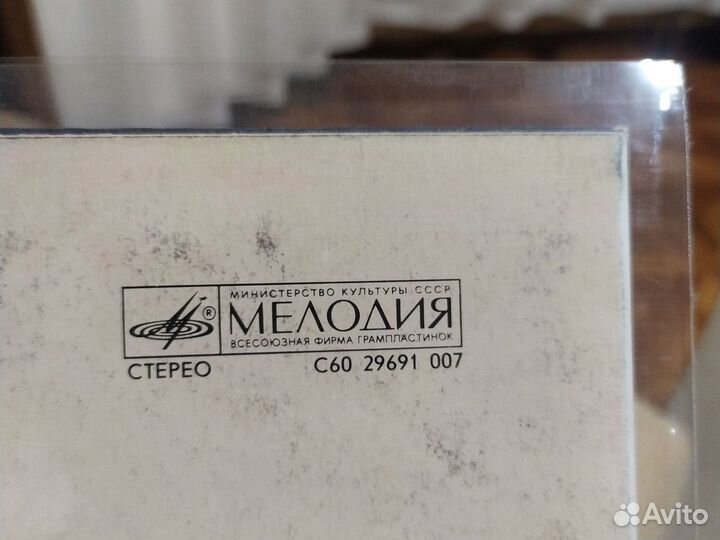 МИНИСТЕРСТВО КУЛЬТУРЫ СССР
®
МЕЛОДИЯ
ВСЕСОЮЗНАЯ ФИРМА ГРАМПЛАСТИНОК
СТЕРЕО С60 29691 007
Avito